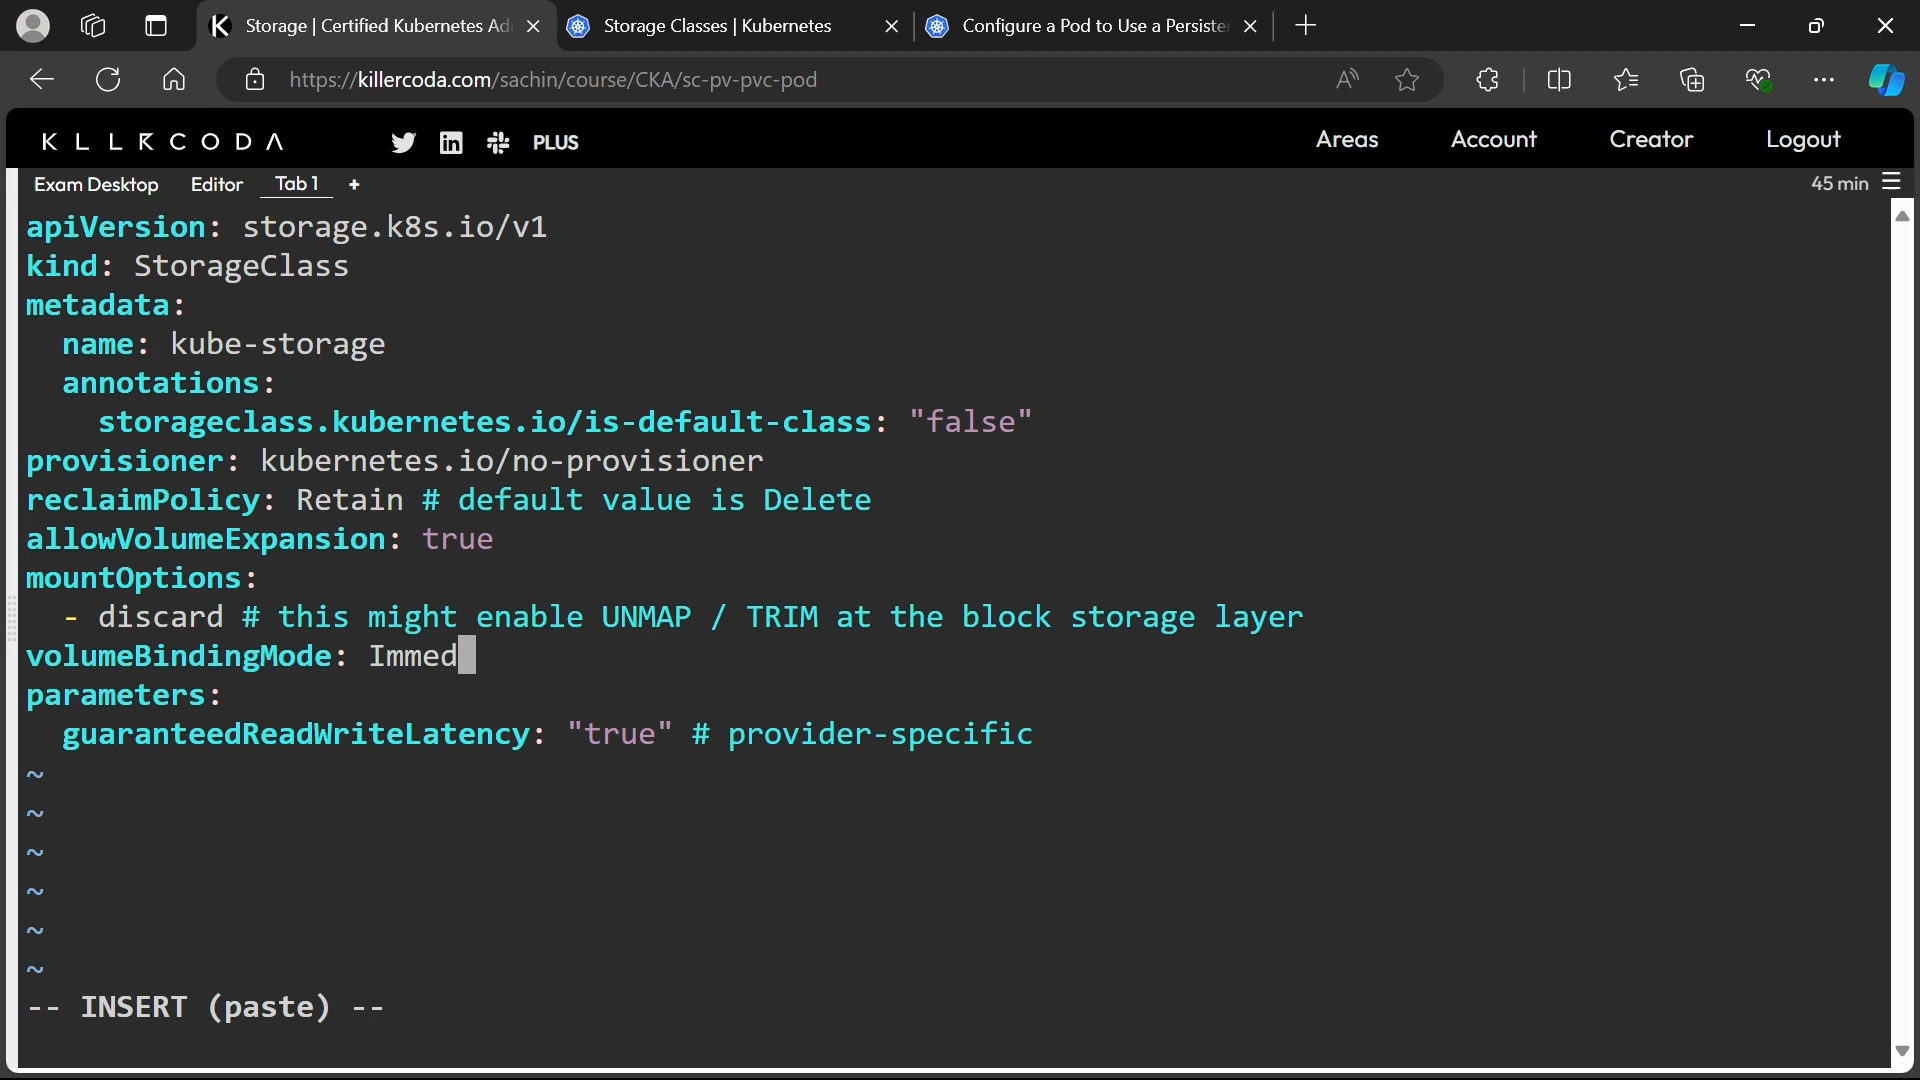 Storage | Certified Kubernetes Ad
Storage Classes | Kubernetes
Configure a Pod to Use a Persiste
https://killercoda.com/sachin/course/CKA/sc-pv-pvc-pod
KLLRCODA
PLUS
Areas
Account
Creator
Logout
Exam Desktop
Editor
Tab 1
+
45 min
apiVersion: storage.k8s.io/v1
kind: StorageClass
metadata:
  name: kube-storage
  annotations:
    storageclass.kubernetes.io/is-default-class: "false"
provisioner: kubernetes.io/no-provisioner
reclaimPolicy: Retain # default value is Delete
allowVolumeExpansion: true
mountOptions:
  - discard # this might enable UNMAP / TRIM at the block storage layer
volumeBindingMode: Immed
parameters:
  guaranteedReadWriteLatency: "true" # provider-specific
~
~
~
~
~
~
-- INSERT (paste) --